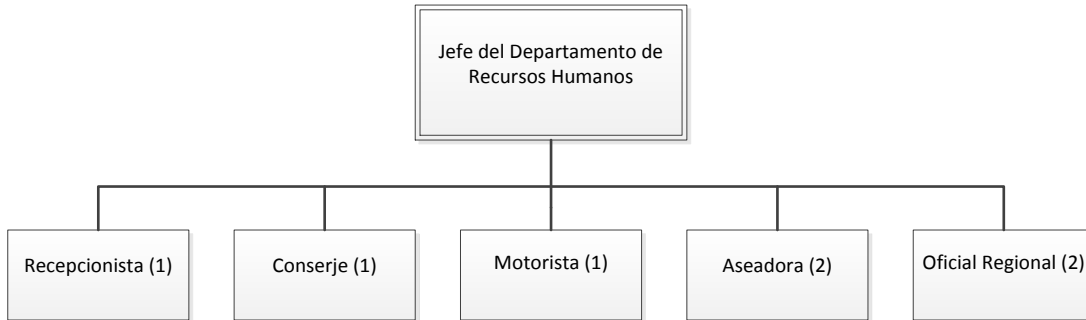 Jefe del Departamento de
Recursos Humanos
Recepcionista (1)
Conserje (1)
Motorista (1)
Aseadora (2)
Oficial Regional (2)